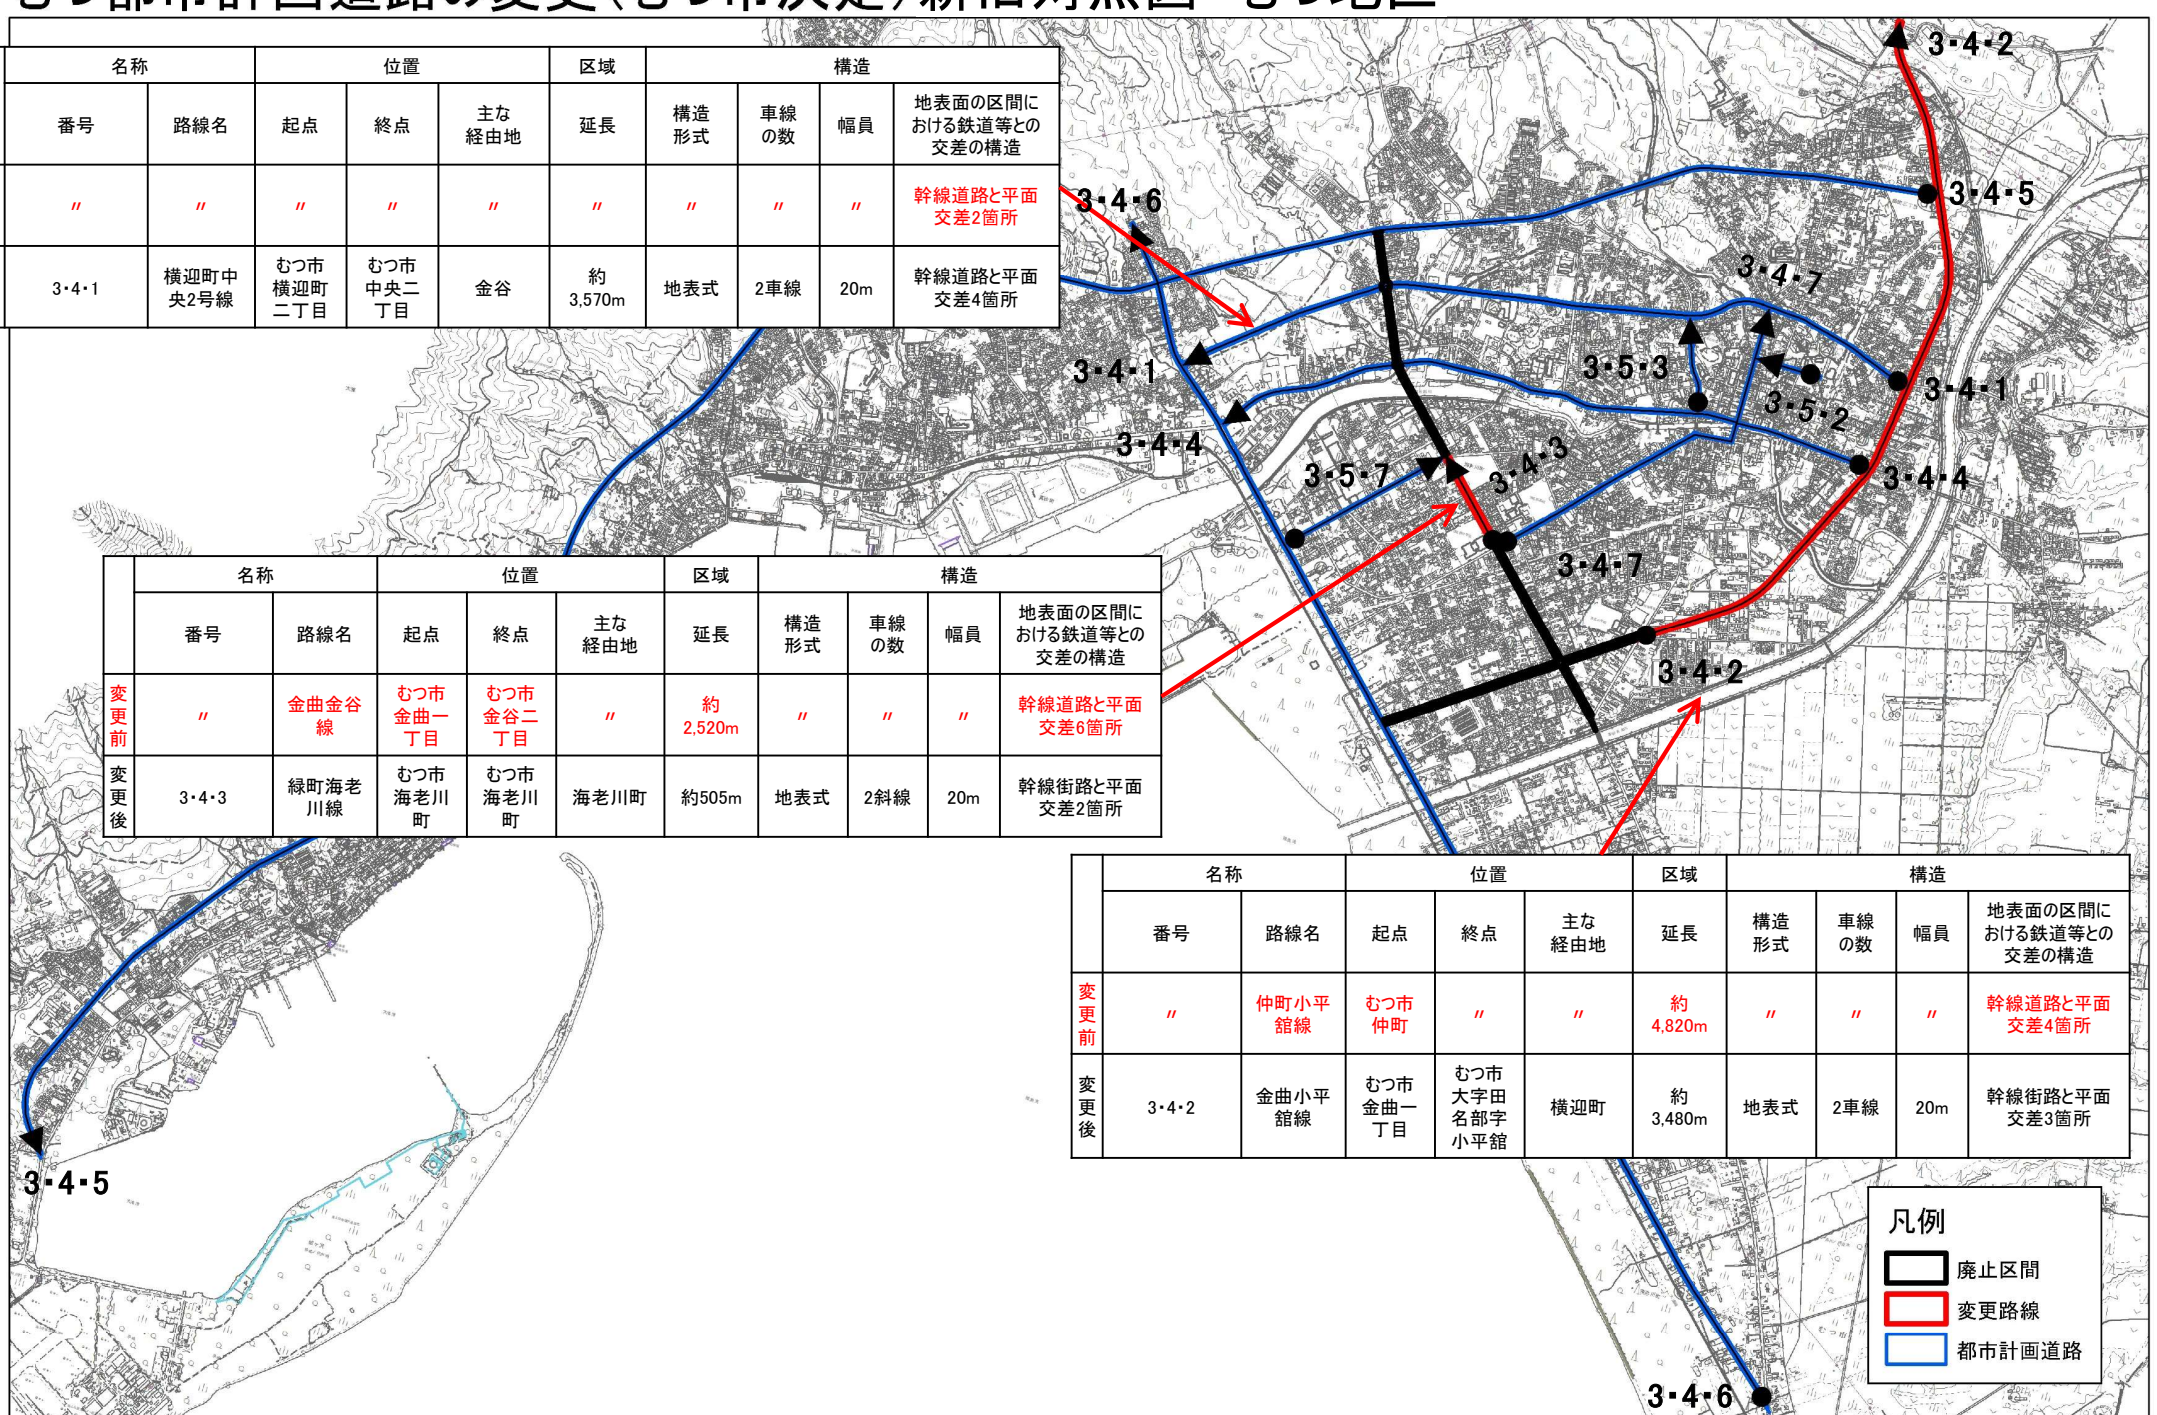 むつ都市計画道路の変更(むつ市決定)新旧対照図 むつ地区
名称 位置 区域 構造
番号 路線名 起点 終点 主な経由地 延長 構造形式 車線の数 幅員 地表面の区間における鉄道等との交差の構造
〃 〃 〃 〃 〃 〃 〃 〃 〃 幹線道路と平面交差2箇所
3・4・1 横迎町中央2号線 むつ市横迎町二丁目 むつ市中央二丁目 金谷 約3,570m 地表式 2車線 20m 幹線道路と平面交差4箇所
3・4・2
3・4・5
3・4・6
3・4・7
3・4・1
3・5・3
3・4・1
3・5・2
3・4・4
3・4・3
3・5・7
3・4・4
3・4・7
3・4・2
名称 位置 区域 構造
番号 路線名 起点 終点 主な経由地 延長 構造形式 車線の数 幅員 地表面の区間における鉄道等との交差の構造
変更前 〃 金曲金谷線 むつ市金曲一丁目 むつ市金谷二丁目 〃 約2,520m 〃 〃 〃 幹線道路と平面交差6箇所
変更後 3・4・3 緑町海老川線 むつ市海老川町 むつ市海老川町 海老川町 約505m 地表式 2斜線 20m 幹線街路と平面交差2箇所
名称 位置 区域 構造
番号 路線名 起点 終点 主な経由地 延長 構造形式 車線の数 幅員 地表面の区間における鉄道等との交差の構造
変更前 〃 仲町小平舘線 むつ市仲町 〃 〃 約4,820m 〃 〃 〃 幹線道路と平面交差4箇所
変更後 3・4・2 金曲小平舘線 むつ市金曲一丁目 むつ市大字田名部字小平舘 横迎町 約3,480m 地表式 2車線 20m 幹線街路と平面交差3箇所
3・4・5
凡例
廃止区間
変更路線
都市計画道路
3・4・6